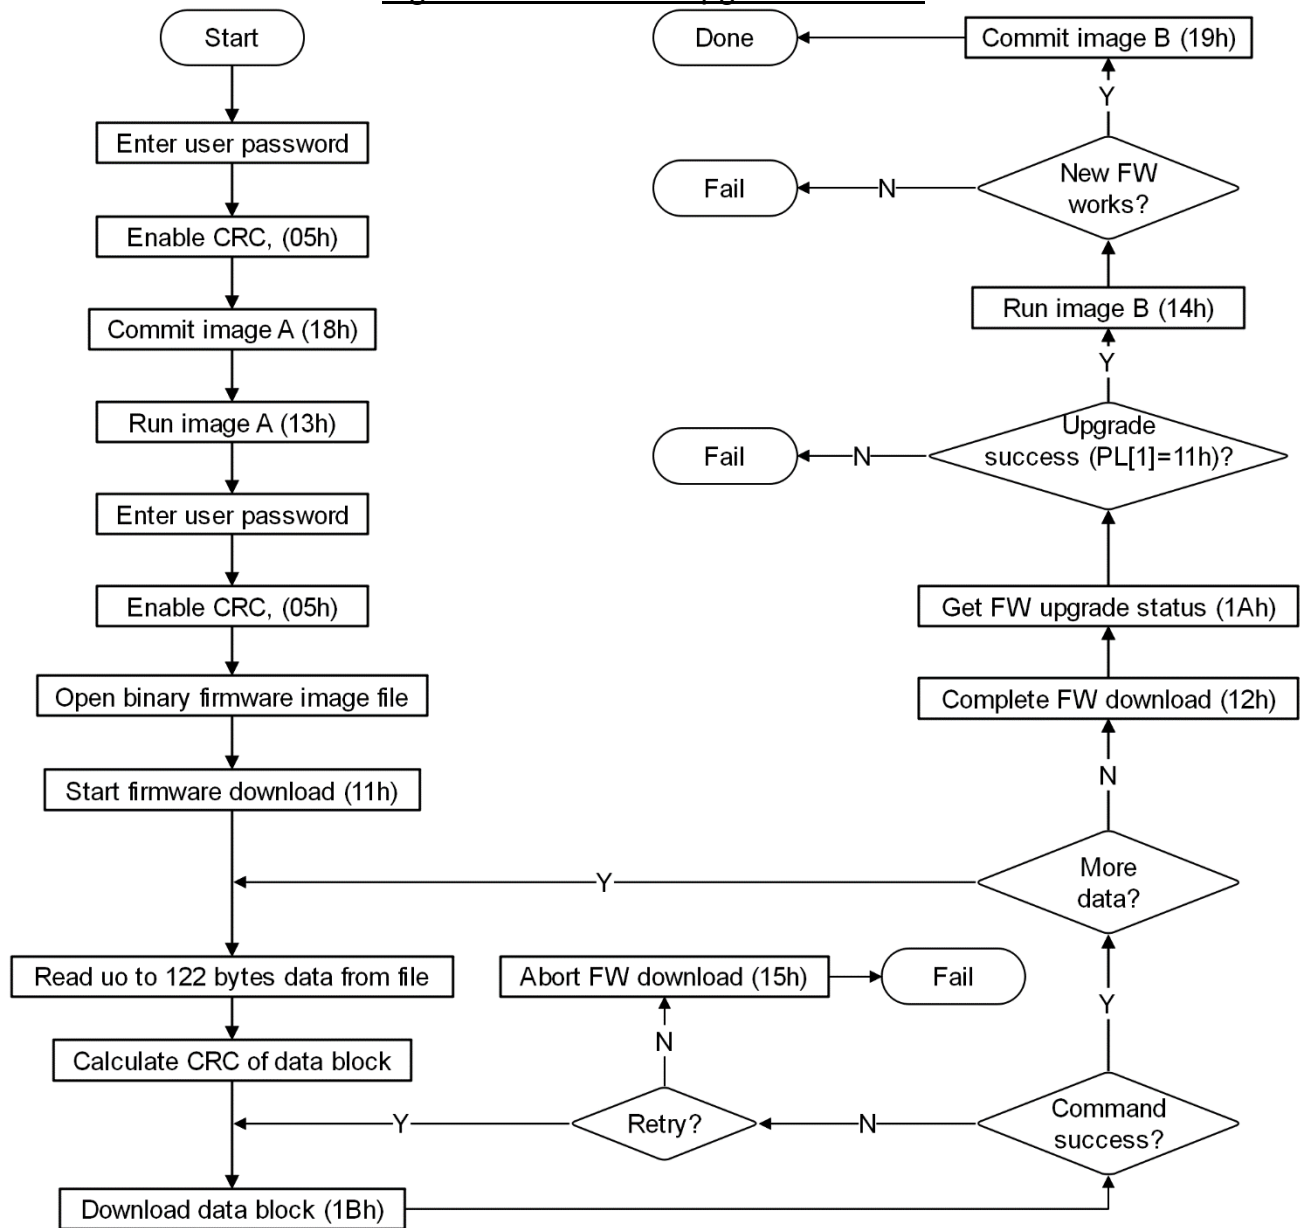 Start
Enter user password
Enable CRC, (05h)
Commit image A (18h)
Run image A (13h)
Enter user password
Enable CRC, (05h)
Open binary firmware image file
Start firmware download (11h)
Read uo to 122 bytes data from file
Calculate CRC of data block
Download data block (1Bh)
Command
success?
N
Retry?
Y
N
Abort FW download (15h)
Fail
Y
More
data?
Y
N
Complete FW download (12h)
Get FW upgrade status (1Ah)
Upgrade
success (PL[1]=11h)?
N
Fail
Y
Run image B (14h)
New FW
works?
N
Fail
Y
Commit image B (19h)
Done